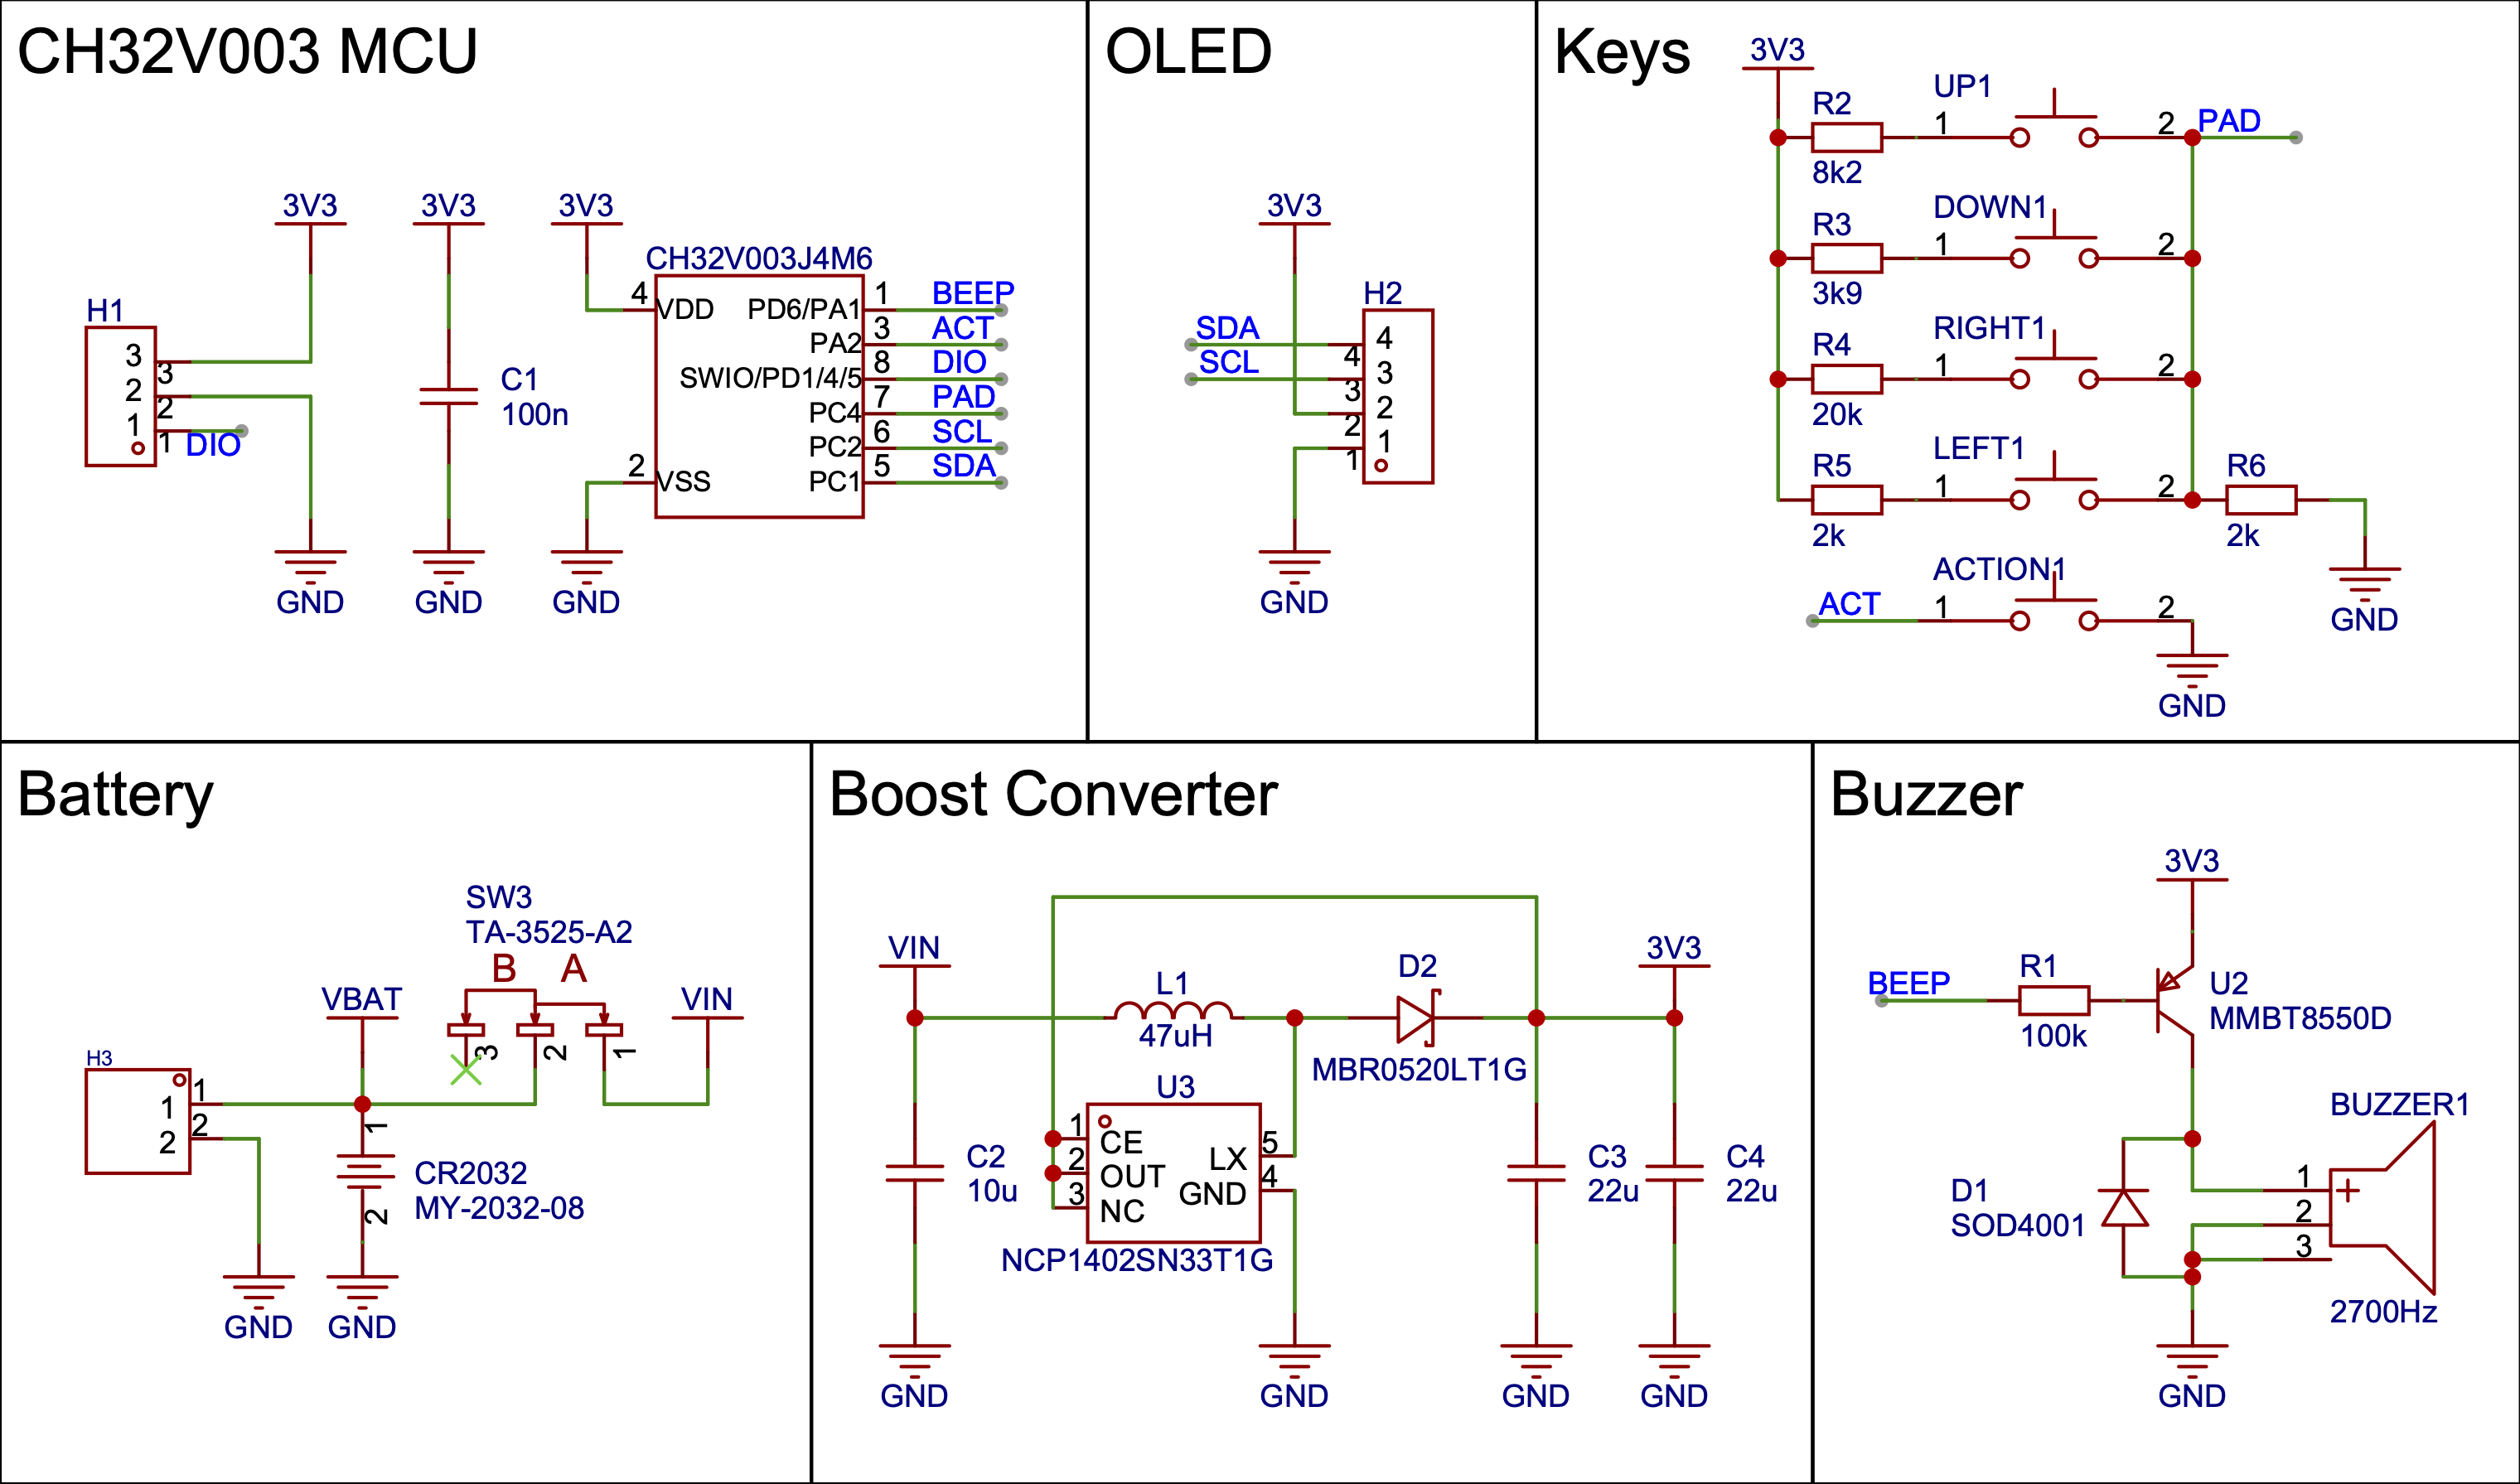 CH32V003 MCU
3V3
3V3
3V3
CH32V003J4M6
H1
3
3
2
2
1
1
DIO
C1
100n
4
VDD
2
VSS
PD6/PA1
1
BEEP
PA2
3
ACT
SWIO/PD1/4/5
8
DIO
PC4
7
PAD
PC2
6
SCL
PC1
5
SDA
GND
GND
GND
OLED
3V3
H2
SDA
4
4
SCL
3
3
2
2
1
1
GND
Keys
3V3
UP1
R2
1
2
PAD
8k2
DOWN1
R3
1
2
3k9
RIGHT1
R4
1
2
20k
LEFT1
R5
1
2
R6
2k
2k
ACTION1
ACT
1
2
GND
GND
Battery
SW3
TA-3525-A2
B A
VBAT
VIN
3
2
1
H3
1
1
2
2
1
CR2032
MY-2032-08
2
GND
GND
Boost Converter
VIN
L1
47uH
D2
MBR0520LT1G
3V3
U3
1
CE
2
OUT
3
NC
LX
5
GND
4
NCP1402SN33T1G
C2
10u
C3
22u
C4
22u
GND
GND
GND
GND
Buzzer
3V3
BEEP
R1
100k
U2
MMBT8550D
BUZZER1
D1
SOD4001
1
+
2
3
2700Hz
GND